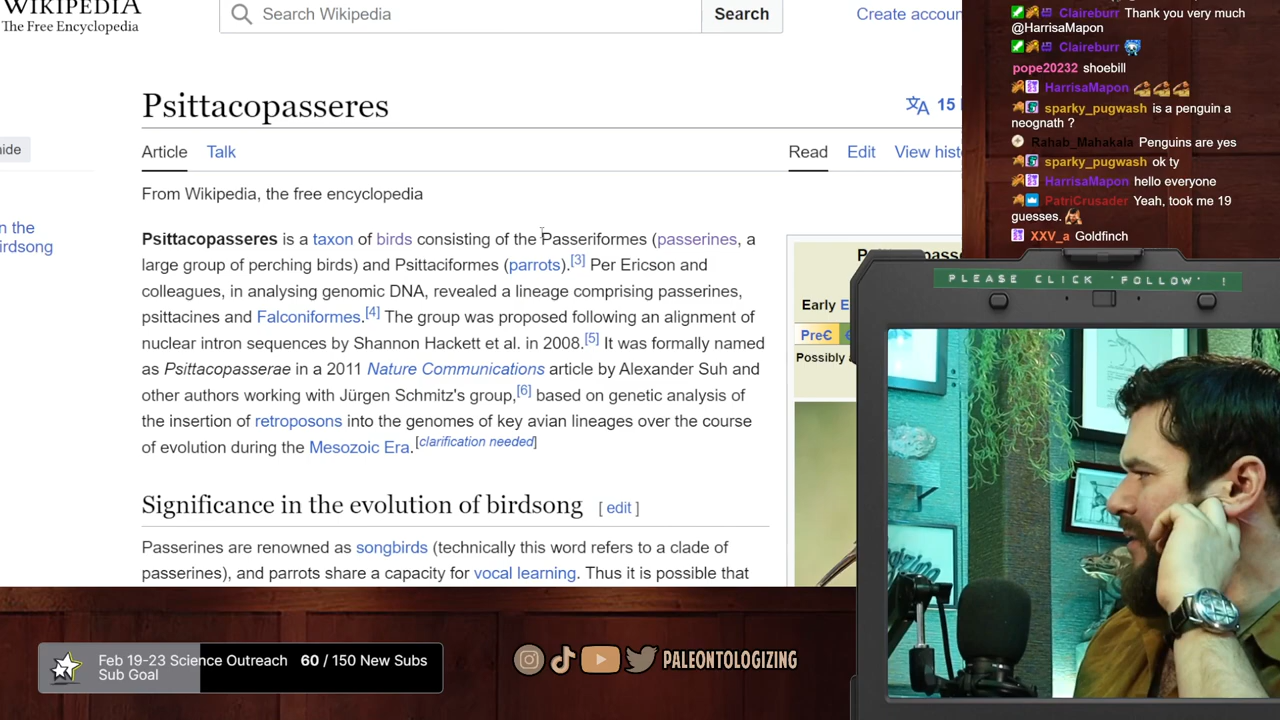 WIKIPEDIA
The Free Encyclopedia
Search Wikipedia
Search
Create accoun
Psittacopasseres
15
hide
Article
Talk
Read
Edit
View hist
From Wikipedia, the free encyclopedia
n the
irdsong
Psittacopasseres is a taxon of birds consisting of the Passeriformes (passerines, a
large group of perching birds) and Psittaciformes (parrots).[3] Per Ericson and
colleagues, in analysing genomic DNA, revealed a lineage comprising passerines,
psittacines and Falconiformes.[4] The group was proposed following an alignment of
nuclear intron sequences by Shannon Hackett et al. in 2008.[5] It was formally named
as Psittacopasserae in a 2011 Nature Communications article by Alexander Suh and
other authors working with Jürgen Schmitz's group,[6] based on genetic analysis of
the insertion of retroposons into the genomes of key avian lineages over the course
of evolution during the Mesozoic Era.[clarification needed]
Significance in the evolution of birdsong [ edit ]
Passerines are renowned as songbirds (technically this word refers to a clade of
passerines), and parrots share a capacity for vocal learning. Thus it is possible that
Early E
PreꞒ
Possibly a
Claireburr Thank you very much
@HarrisaMapon
Claireburr
pope20232 shoebill
HarrisaMapon
sparky_pugwash is a penguin a
neognath ?
Rahab_Mahakala Penguins are yes
sparky_pugwash ok ty
HarrisaMapon hello everyone
PatriCrusader Yeah, took me 19
guesses.
XXV_a Goldfinch
PLEASE CLICK 'FOLLOW' !
Feb 19-23 Science Outreach 60 / 150 New Subs
Sub Goal
PALEONTOLOGIZING